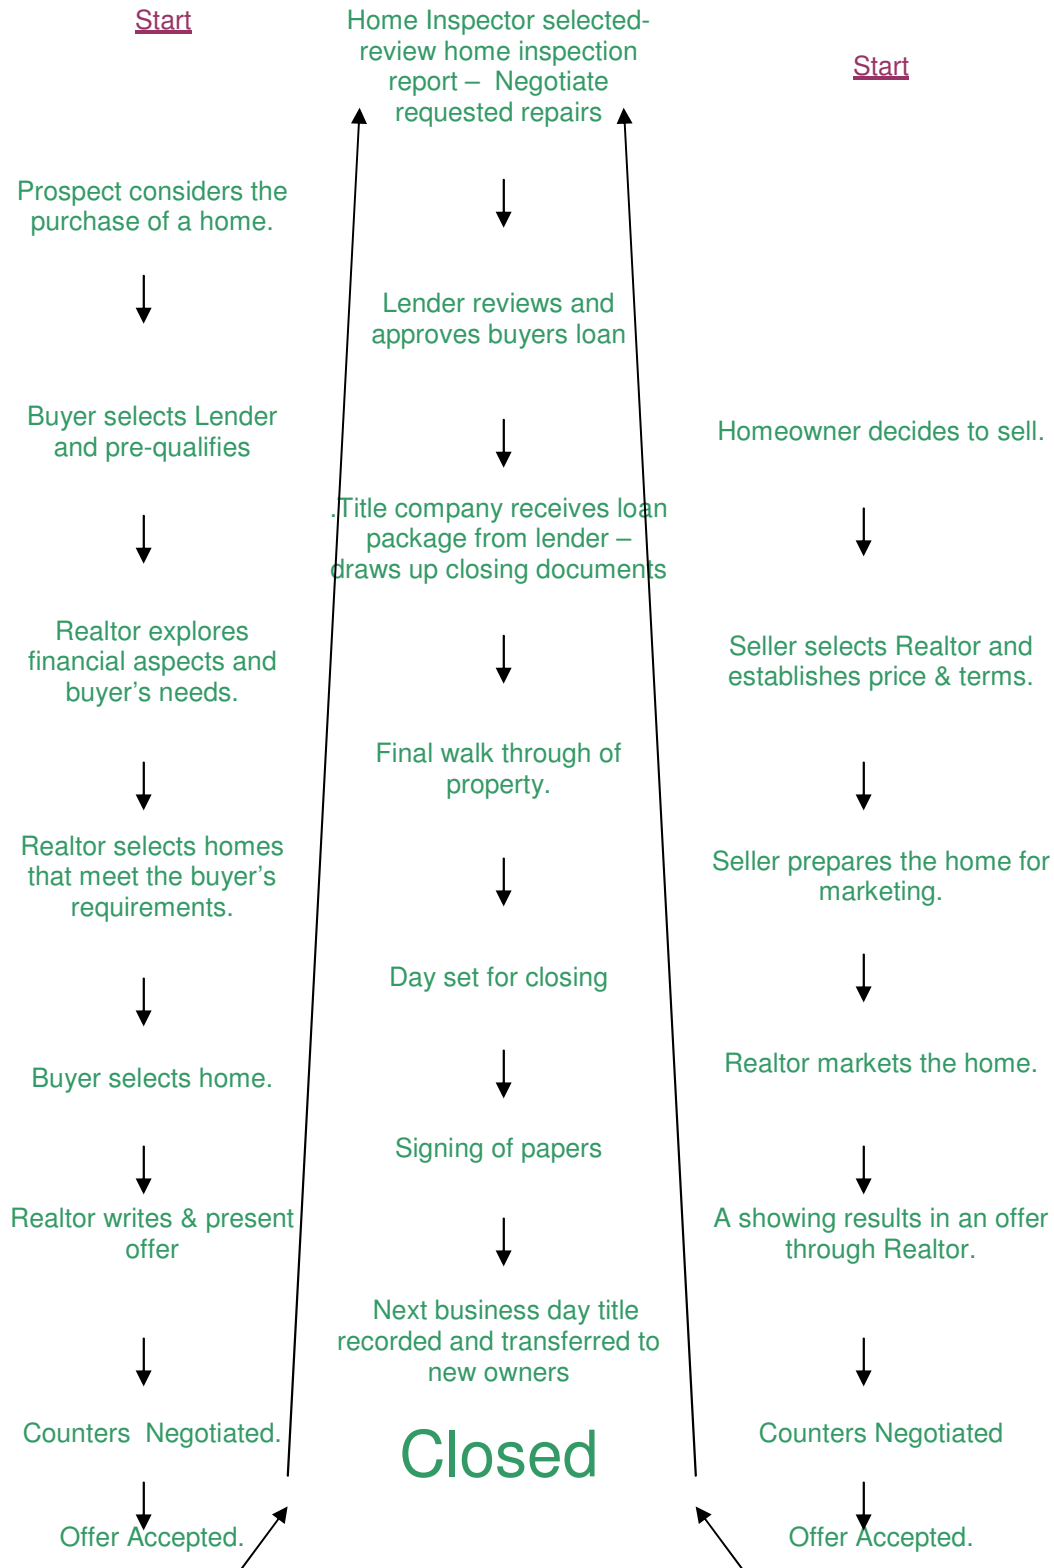 Start
Prospect considers the
purchase of a home.
Buyer selects Lender
and pre-qualifies
Realtor explores
financial aspects and
buyer’s needs.
Realtor selects homes
that meet the buyer’s
requirements.
Buyer selects home.
Realtor writes & present
offer
Counters  Negotiated.
Offer Accepted.
Home Inspector selected-
review home inspection
report –  Negotiate
requested repairs
Lender reviews and
approves buyers loan
.Title company receives loan
package from lender –
draws up closing documents
Final walk through of
property.
Day set for closing
Signing of papers
Next business day title
recorded and transferred to
new owners
Closed
Start
Homeowner decides to sell.
Seller selects Realtor and
establishes price & terms.
Seller prepares the home for
marketing.
Realtor markets the home.
A showing results in an offer
through Realtor.
Counters Negotiated
Offer Accepted.